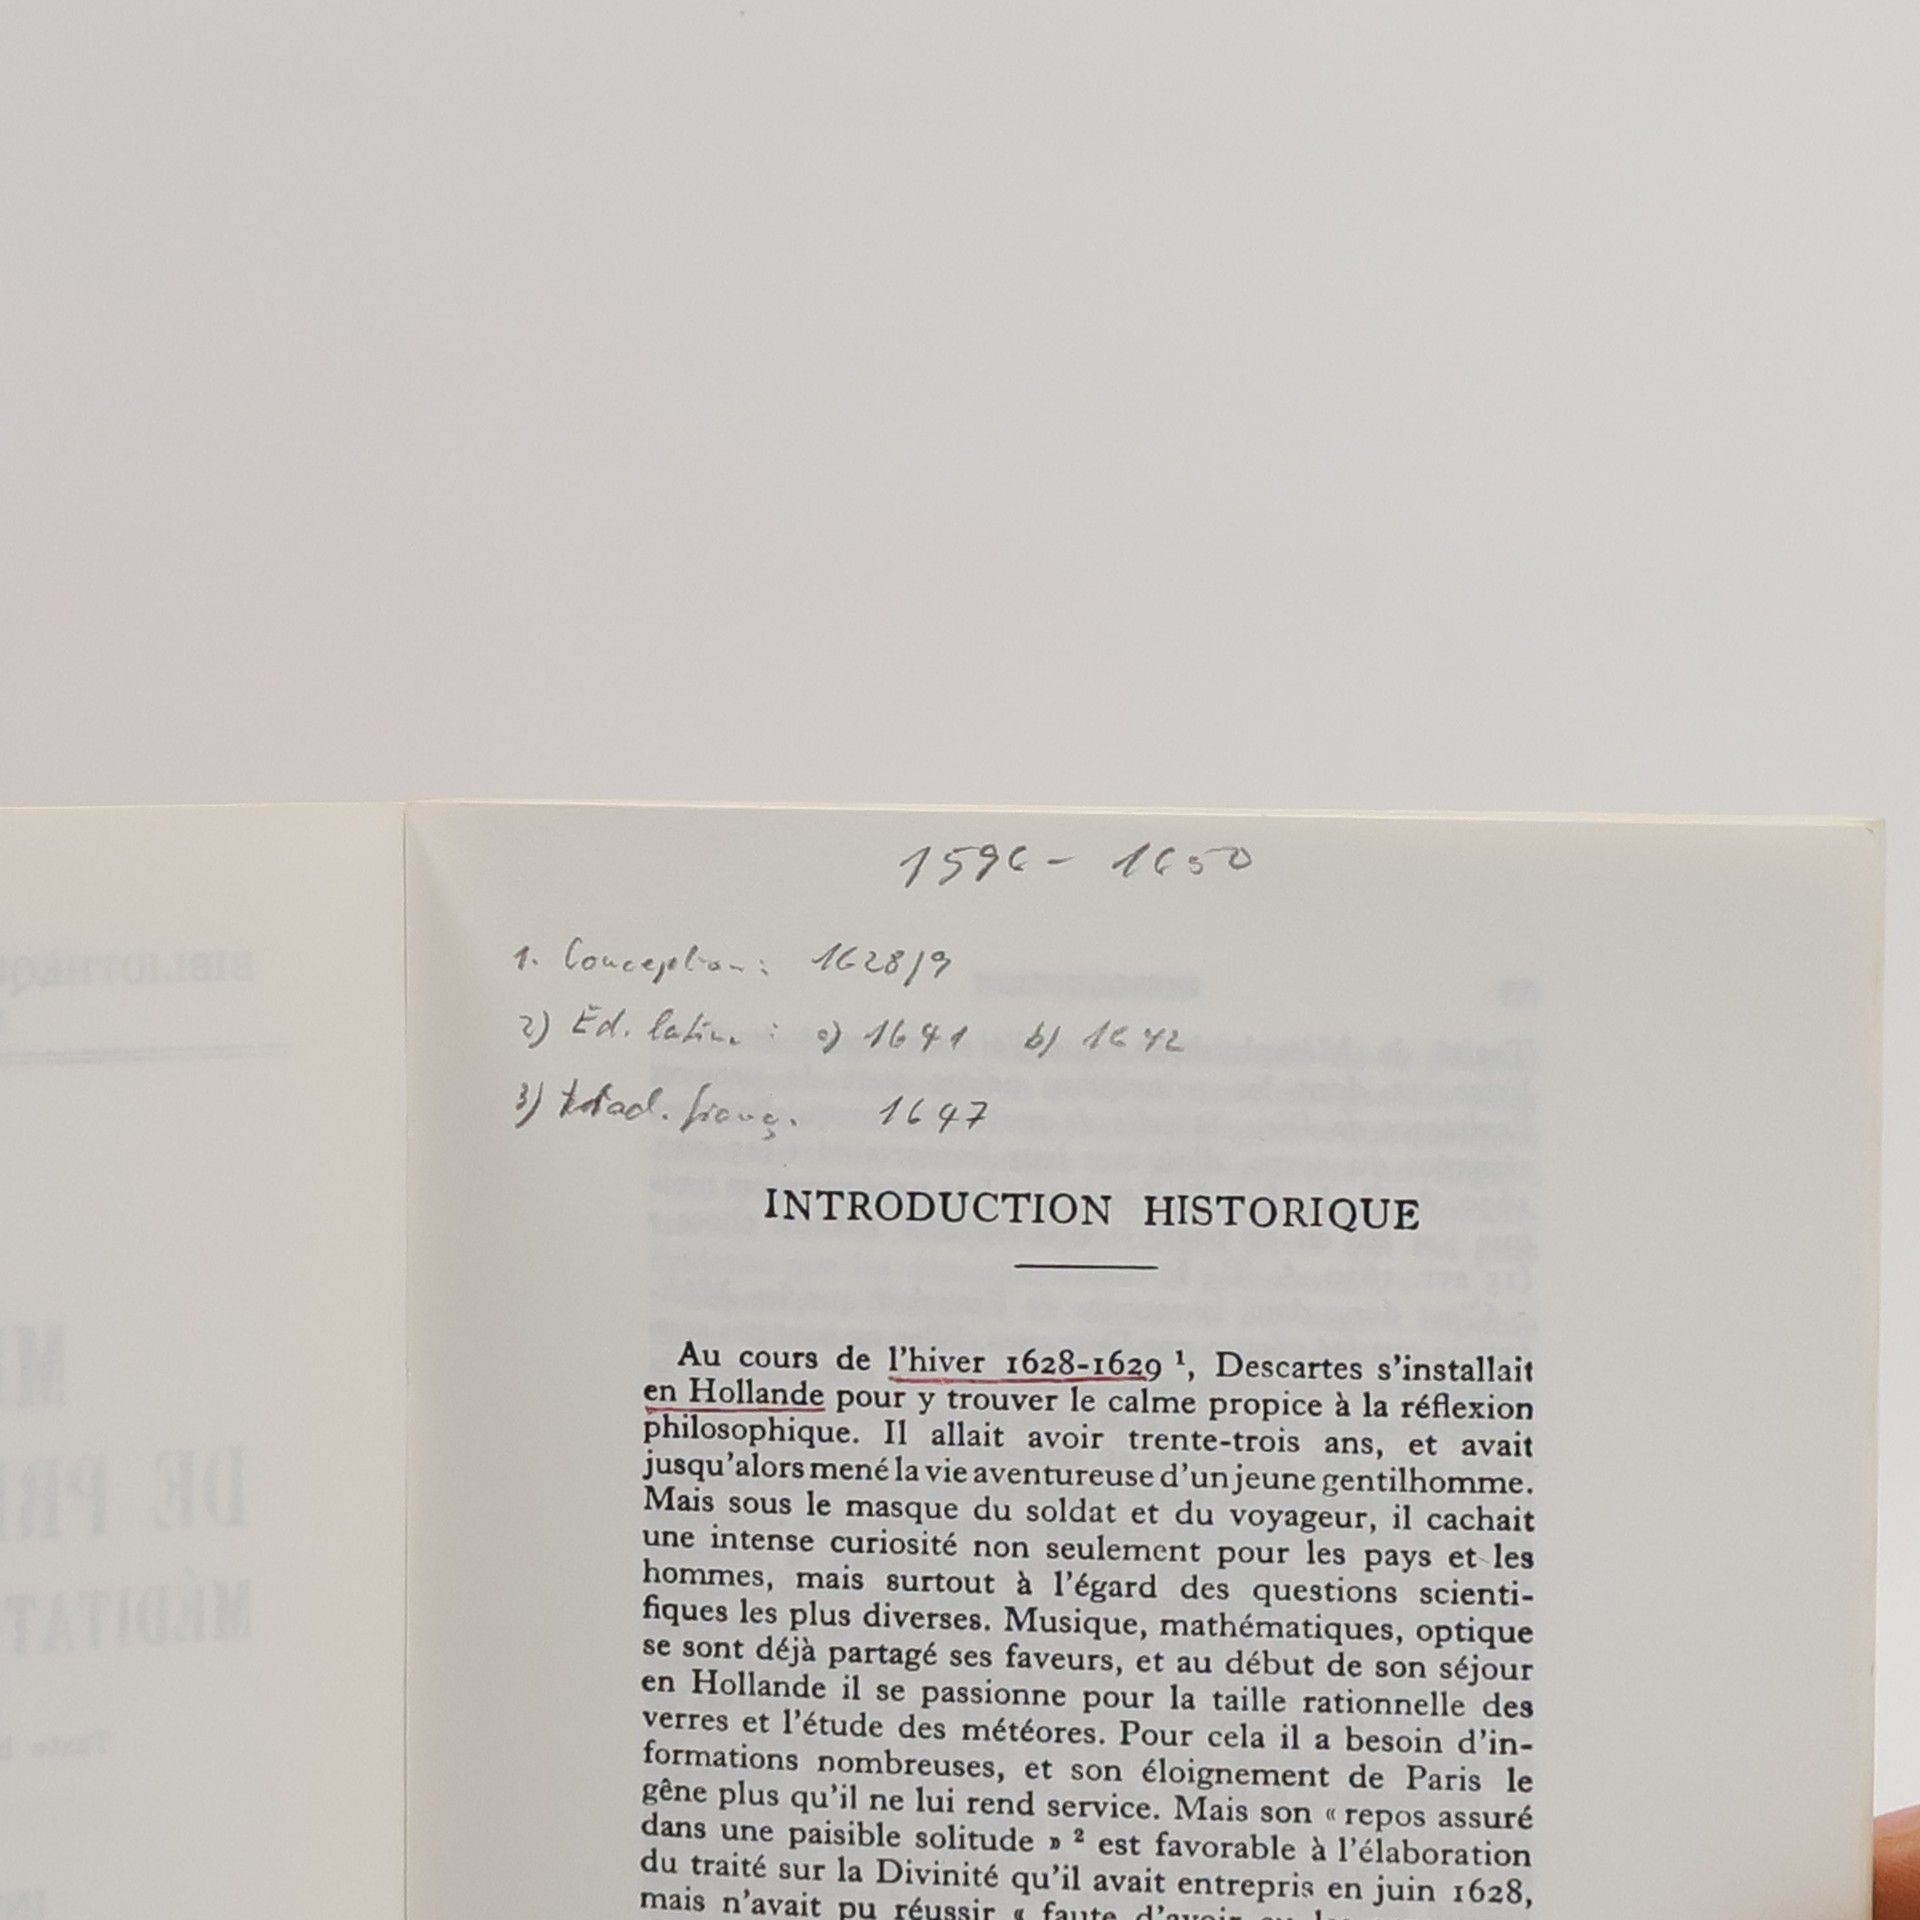 1596 - 1650
1. Conception: 1628/9
2) Éd. latine: a) 1641 b) 1642
3) trad. franç. 1647
INTRODUCTION HISTORIQUE
Au cours de l'hiver 1628-1629 ¹, Descartes s'installait
en Hollande pour y trouver le calme propice à la réflexion
philosophique. Il allait avoir trente-trois ans, et avait
jusqu'alors mené la vie aventureuse d'un jeune gentilhomme.
Mais sous le masque du soldat et du voyageur, il cachait
une intense curiosité non seulement pour les pays et les
hommes, mais surtout à l'égard des questions scienti-
fiques les plus diverses. Musique, mathématiques, optique
se sont déjà partagé ses faveurs, et au début de son séjour
en Hollande il se passionne pour la taille rationnelle des
verres et l'étude des météores. Pour cela il a besoin d'in-
formations nombreuses, et son éloignement de Paris le
gêne plus qu'il ne lui rend service. Mais son « repos assuré
dans une paisible solitude » ² est favorable à l'élaboration
du traité sur la Divinité qu'il avait entrepris en juin 1628,
mais n'avait pu réussir « faute d'avoir